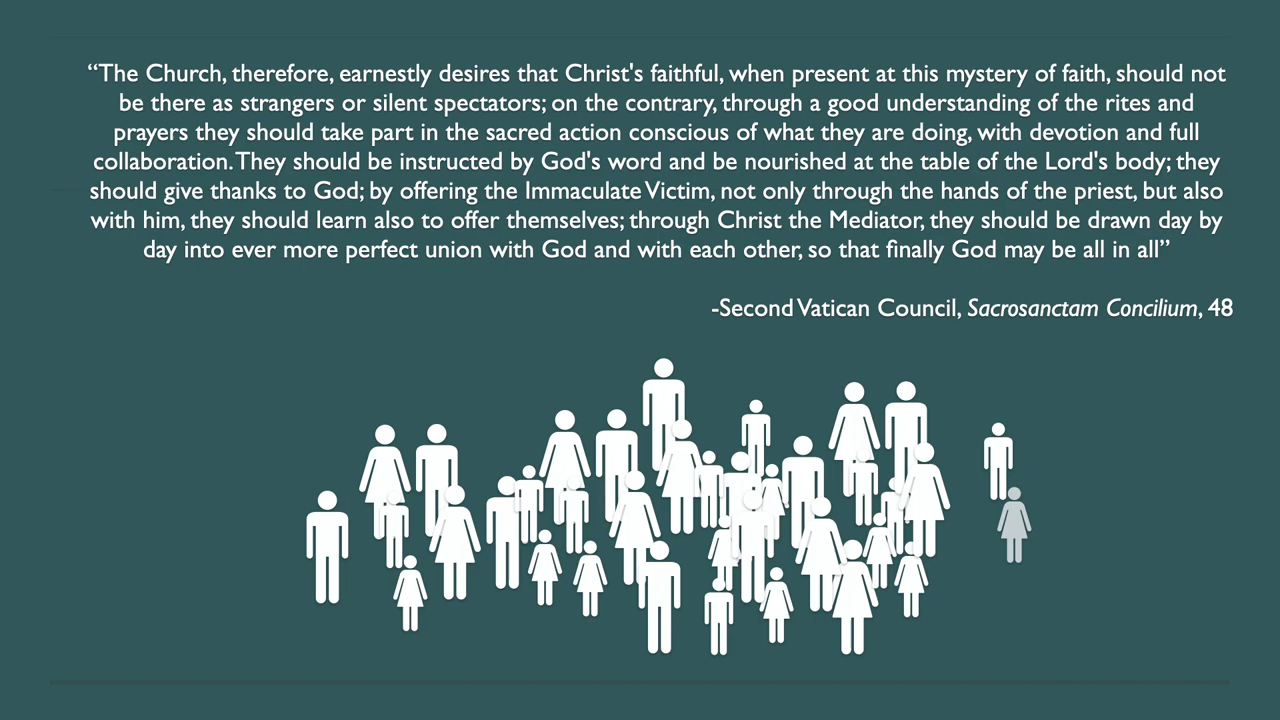 “The Church, therefore, earnestly desires that Christ's faithful, when present at this mystery of faith, should not
be there as strangers or silent spectators; on the contrary, through a good understanding of the rites and
prayers they should take part in the sacred action conscious of what they are doing, with devotion and full
collaboration. They should be instructed by God's word and be nourished at the table of the Lord's body; they
should give thanks to God; by offering the Immaculate Victim, not only through the hands of the priest, but also
with him, they should learn also to offer themselves; through Christ the Mediator, they should be drawn day by
day into ever more perfect union with God and with each other, so that finally God may be all in all”
-Second Vatican Council, Sacrosanctam Concilium, 48